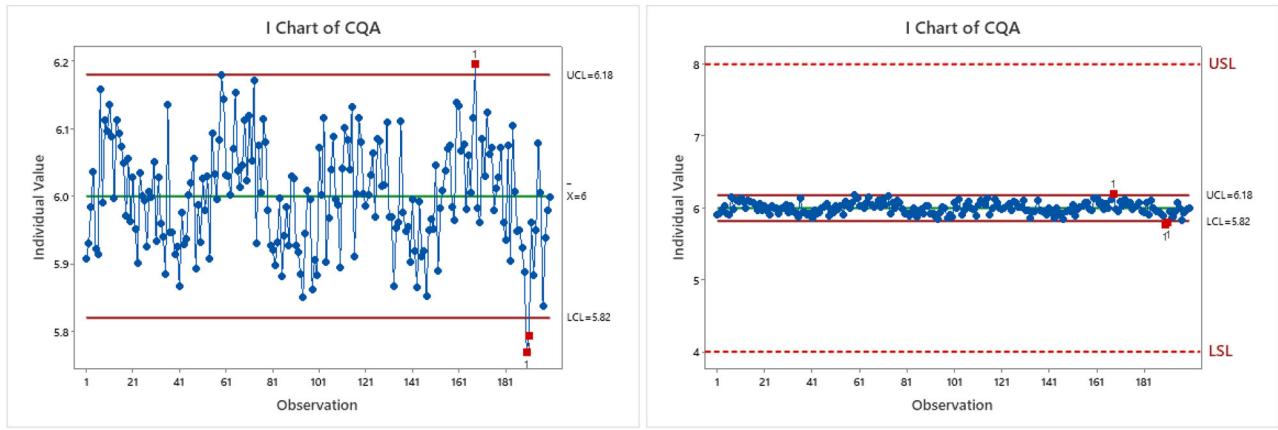 I Chart of CQA
6.2
6.1
6.0
5.9
5.8
Individual Value
1
1
UCL=6.18
X̄=6
LCL=5.82
1
21
41
61
81
101
121
141
161
181
Observation
I Chart of CQA
8
7
6
5
4
Individual Value
USL
1
UCL=6.18
LCL=5.82
11
LSL
1
21
41
61
81
101
121
141
161
181
Observation